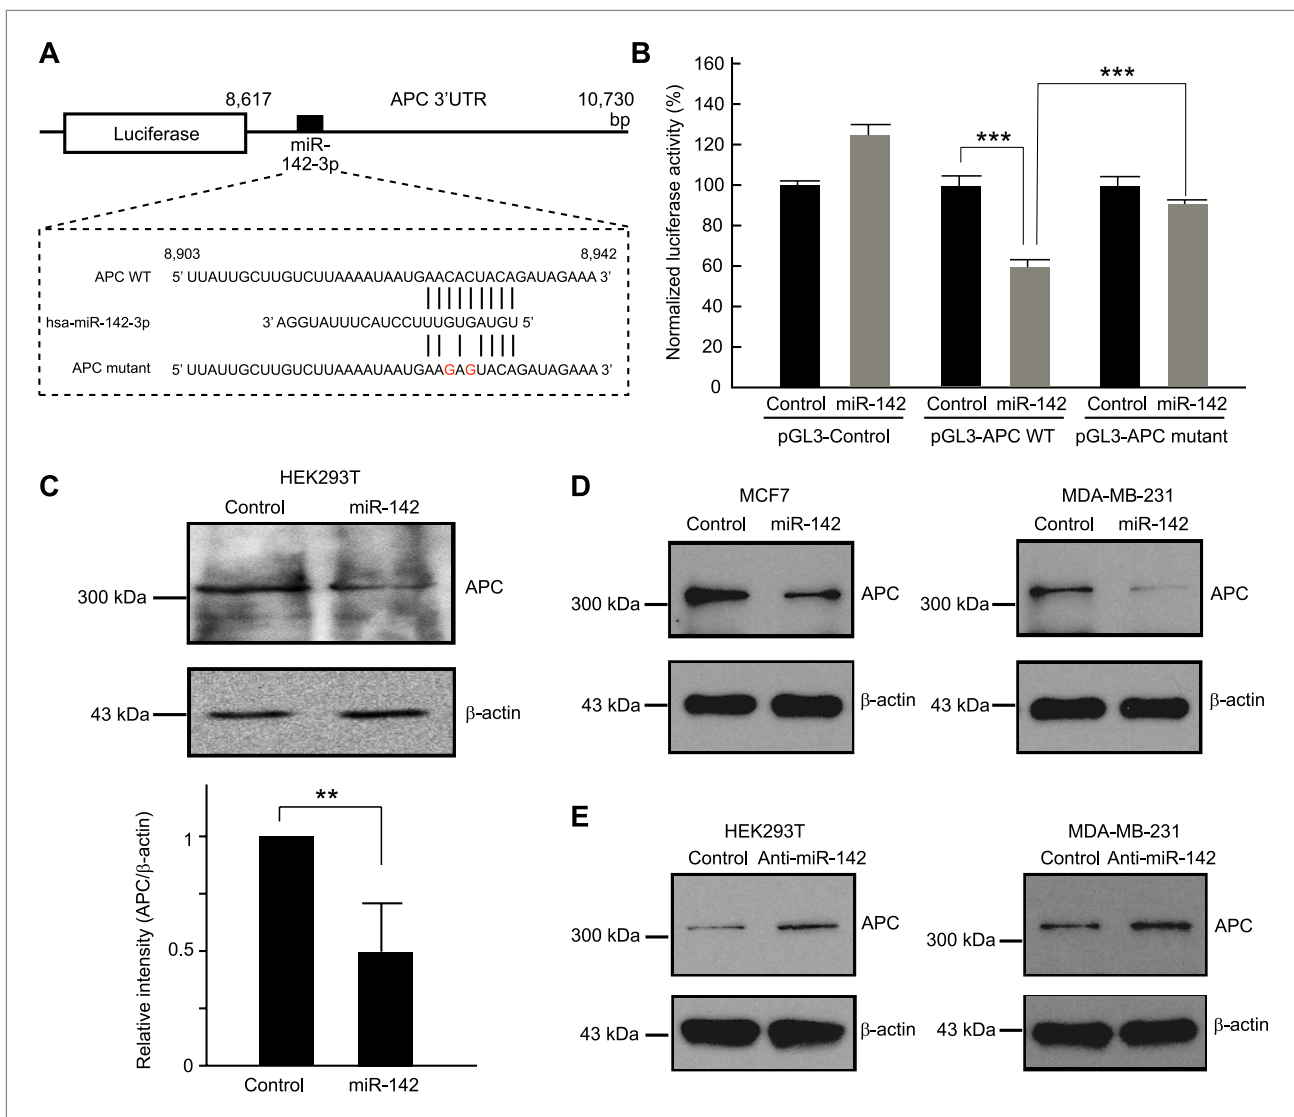 A
8,617
APC 3'UTR
10,730
bp
Luciferase
miR-
142-3p
8,903
8,942
APC WT 5' UUAUUGCUUGUCUUAAAAUAAUGAACACUACAGAUAGAAA 3'
hsa-miR-142-3p 3' AGGUAUUUCAUCCUUUGUGAUGU 5'
APC mutant 5' UUAUUGCUUGUCUUAAAAUAAUGAAGAGUACAGAUAGAAA 3'
B
Normalized luciferase activity (%)
160
140
120
100
80
60
40
20
0
***
***
Control miR-142 Control miR-142 Control miR-142
pGL3-Control pGL3-APC WT pGL3-APC mutant
C
HEK293T
Control miR-142
300 kDa
APC
43 kDa
β-actin
Relative intensity (APC/β-actin)
1
0.5
0
**
Control miR-142
D
MCF7
Control miR-142
300 kDa
APC
43 kDa
β-actin
MDA-MB-231
Control miR-142
300 kDa
APC
43 kDa
β-actin
E
HEK293T
Control Anti-miR-142
300 kDa
APC
43 kDa
β-actin
MDA-MB-231
Control Anti-miR-142
300 kDa
APC
43 kDa
β-actin